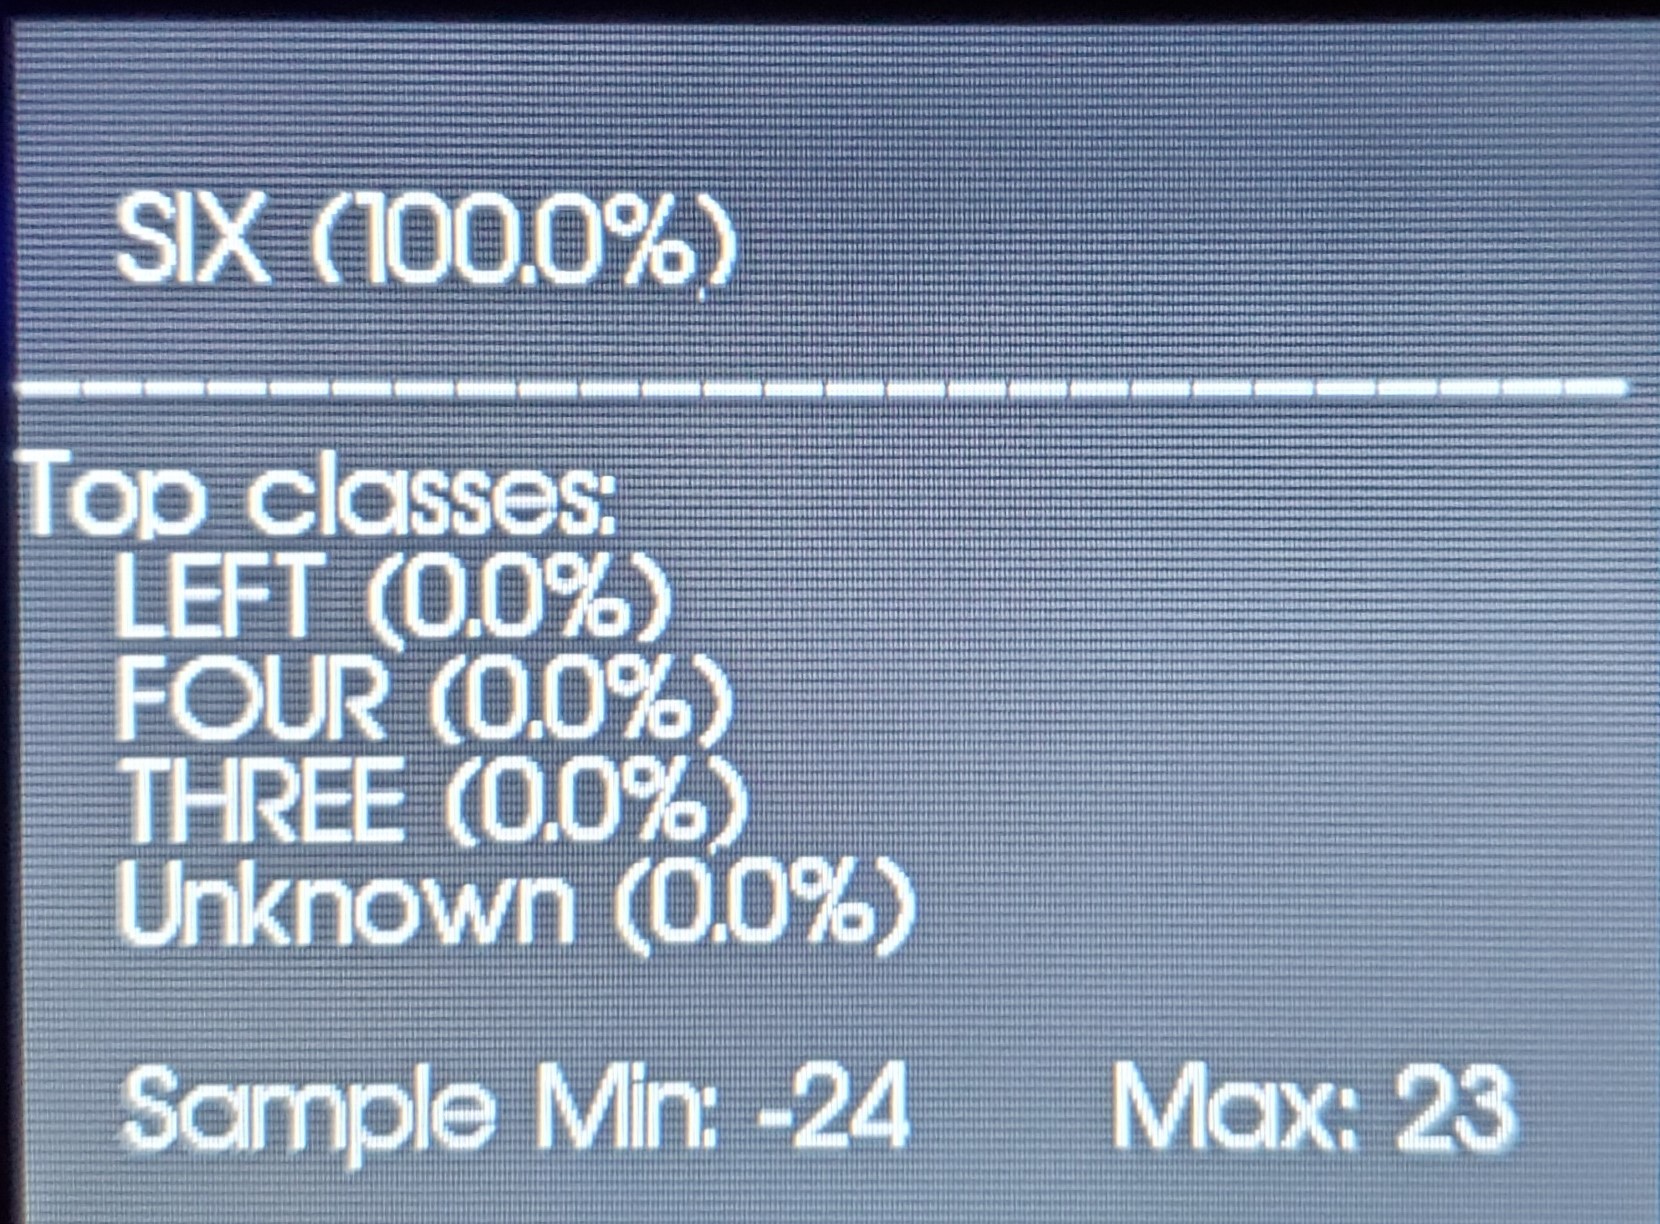 SIX (100.0%)
Top classes:
LEFT (0.0%)
FOUR (0.0%)
THREE (0.0%)
Unknown (0.0%)
Sample Min: -24 Max: 23